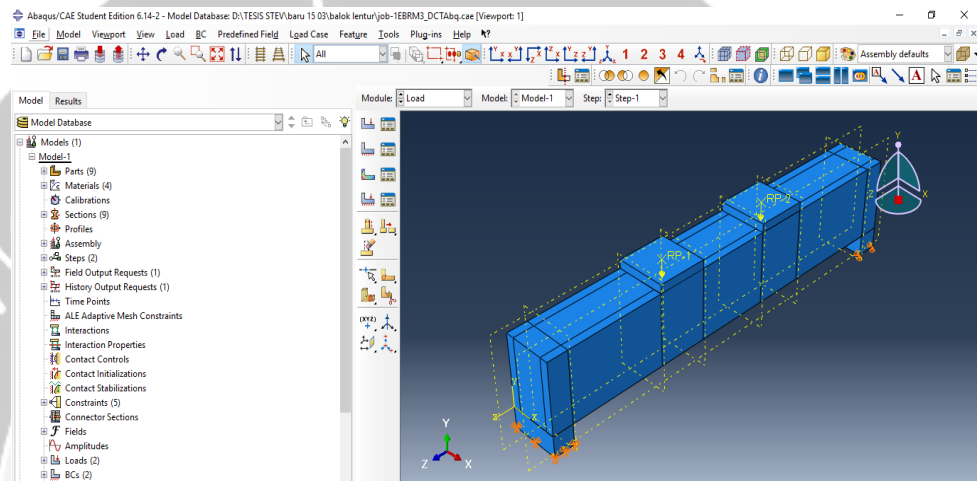 Abaqus/CAE Student Edition 6.14-2 - Model Database: D:\TESIS STEV\baru 15 03\balok lentur\job-1EBRM3_DCTAbq.cae [Viewport: 1]
File Model Viewport View Load BC Predefined Field Load Case Feature Tools Plug-ins Help
All 1 2 3 4 Assembly defaults
Model Results
Module: Load Model: Model-1 Step: Step-1
Model Database
Models (1)
Model-1
Parts (9)
Materials (4)
Calibrations
Sections (9)
Profiles
Assembly
Steps (2)
Field Output Requests (1)
History Output Requests (1)
Time Points
ALE Adaptive Mesh Constraints
Interactions
Interaction Properties
Contact Controls
Contact Initializations
Contact Stabilizations
Constraints (5)
Connector Sections
Fields
Amplitudes
Loads (2)
BCs (2)
(XYZ)
RP-2
RP-1
Y
X
Z
Y
Z
X